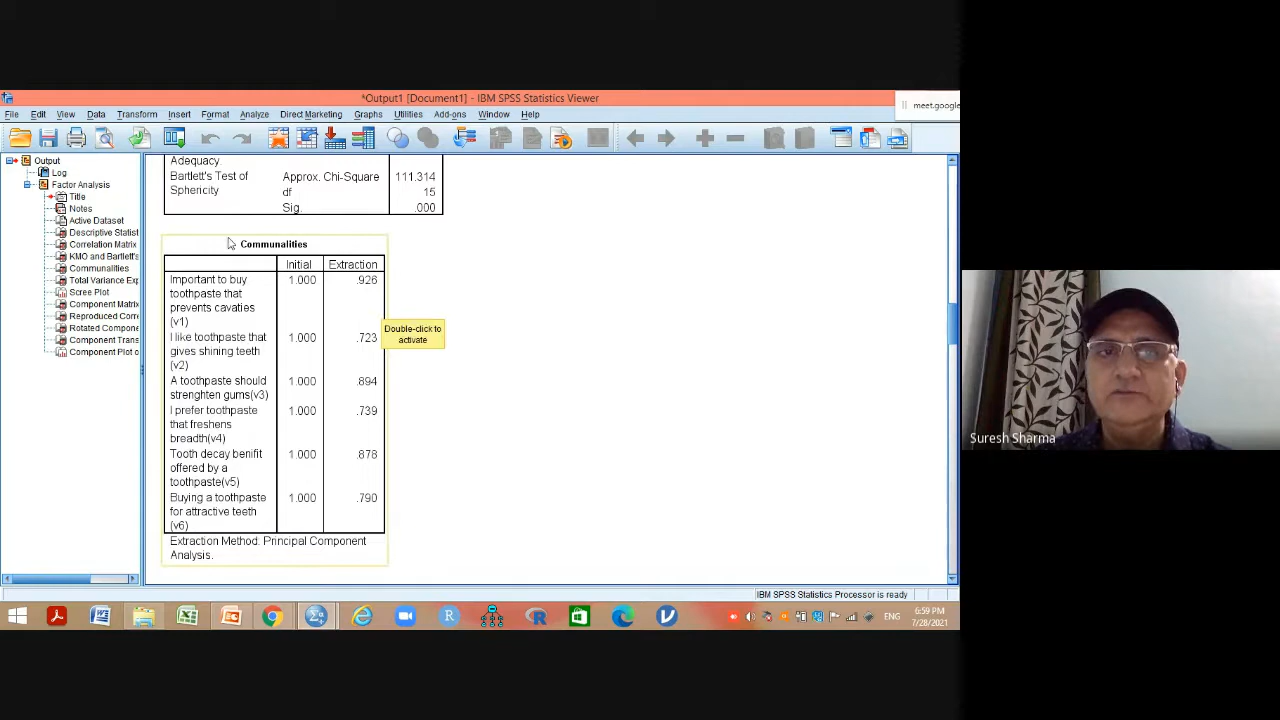 *Output1 [Document1] - IBM SPSS Statistics Viewer
meet.google
File Edit View Data Transform Insert Format Analyze Direct Marketing Graphs Utilities Add-ons Window Help
Output
Log
Factor Analysis
Title
Notes
Active Dataset
Descriptive Statist
Correlation Matrix
KMO and Bartlett's
Communalities
Total Variance Exp
Scree Plot
Component Matrix
Reproduced Corre
Rotated Compone
Component Trans
Component Plot o
Adequacy.
Bartlett's Test of Sphericity Approx. Chi-Square 111.314
df 15
Sig. .000
Communalities
Initial Extraction
Important to buy 1.000 .926
toothpaste that
prevents cavaties
(v1)
I like toothpaste that 1.000 .723
gives shining teeth
(v2)
A toothpaste should 1.000 .894
strenghten gums(v3)
I prefer toothpaste 1.000 .739
that freshens
breadth(v4)
Tooth decay benifit 1.000 .878
offered by a
toothpaste(v5)
Buying a toothpaste 1.000 .790
for attractive teeth
(v6)
Extraction Method: Principal Component
Analysis.
Double-click to
activate
IBM SPSS Statistics Processor is ready
ENG
6:59 PM
7/28/2021
Suresh Sharma